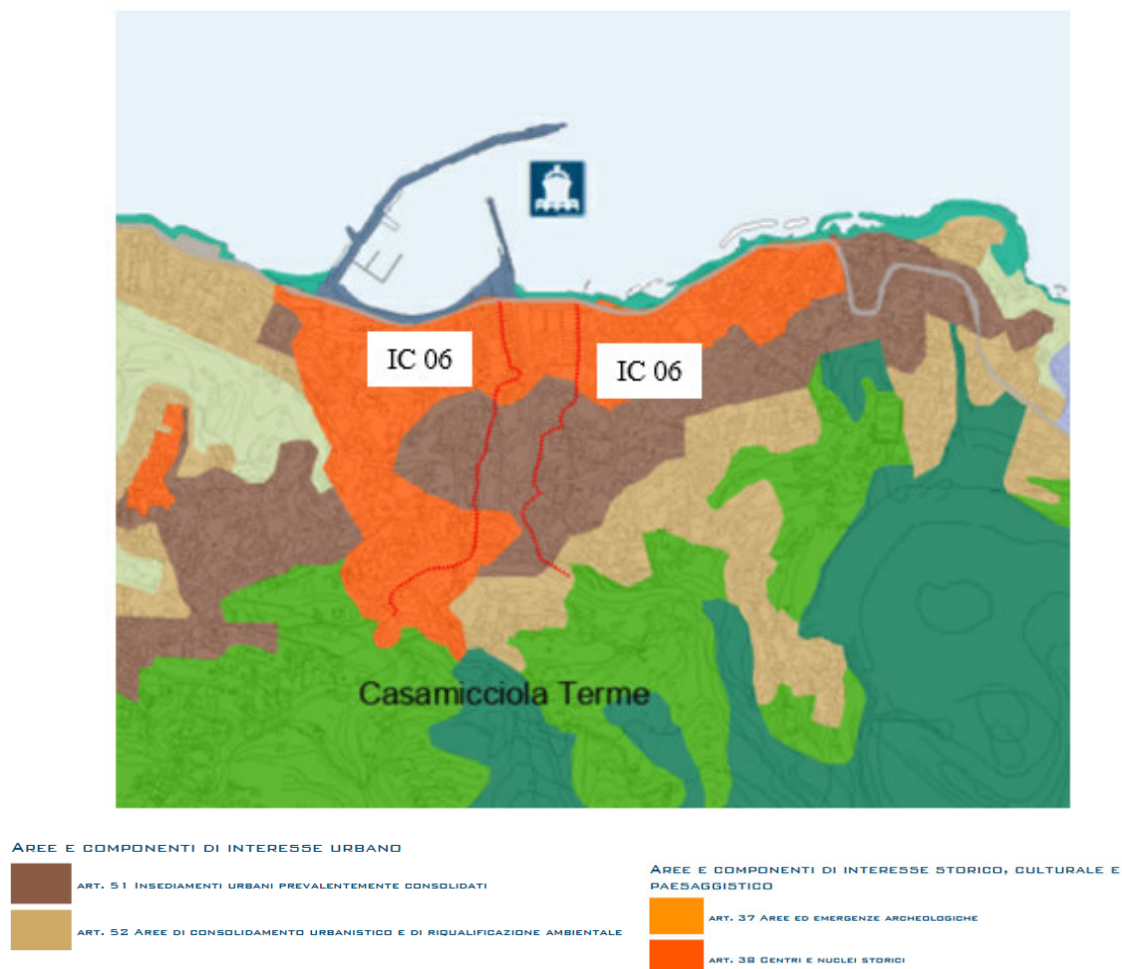 IC 06
IC 06
Casamicciola Terme
AREE E COMPONENTI DI INTERESSE URBANO
ART. 51 INSEDIAMENTI URBANI PREVALENTEMENTE CONSOLIDATI
ART. 52 AREE DI CONSOLIDAMENTO URBANISTICO E DI RIQUALIFICAZIONE AMBIENTALE
AREE E COMPONENTI DI INTERESSE STORICO, CULTURALE E
PAESAGGISTICO
ART. 37 AREE ED EMERGENZE ARCHEOLOGICHE
ART. 38 CENTRI E NUCLEI STORICI